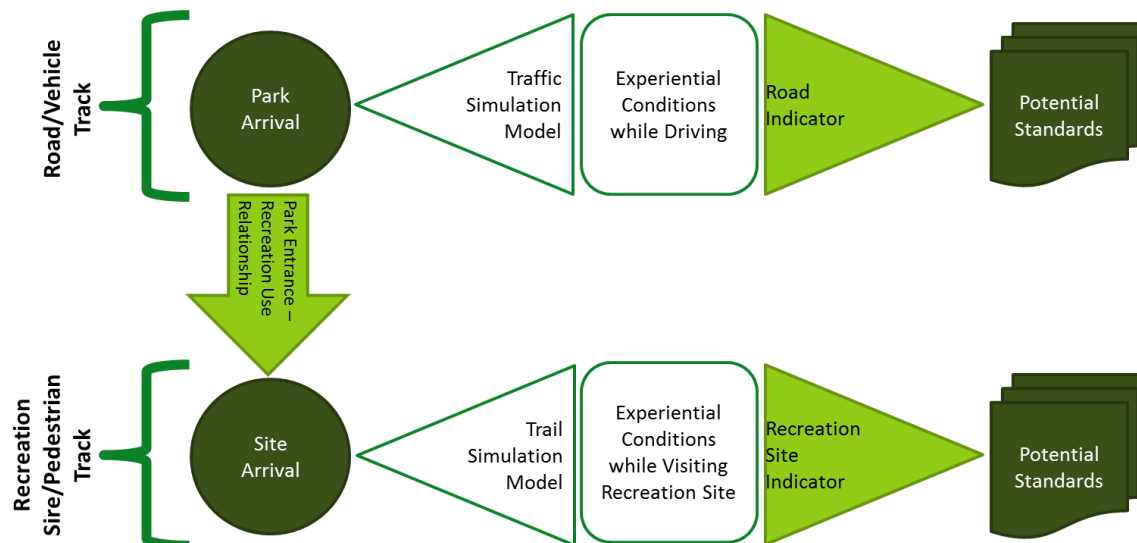 Road/Vehicle
Track
Park
Arrival
Traffic
Simulation
Model
Experiential
Conditions
while Driving
Road
Indicator
Potential
Standards
Park Entrance –
Recreation Use
Relationship
Recreation
Sire/Pedestrian
Track
Site
Arrival
Trail
Simulation
Model
Experiential
Conditions
while Visiting
Recreation Site
Recreation
Site
Indicator
Potential
Standards